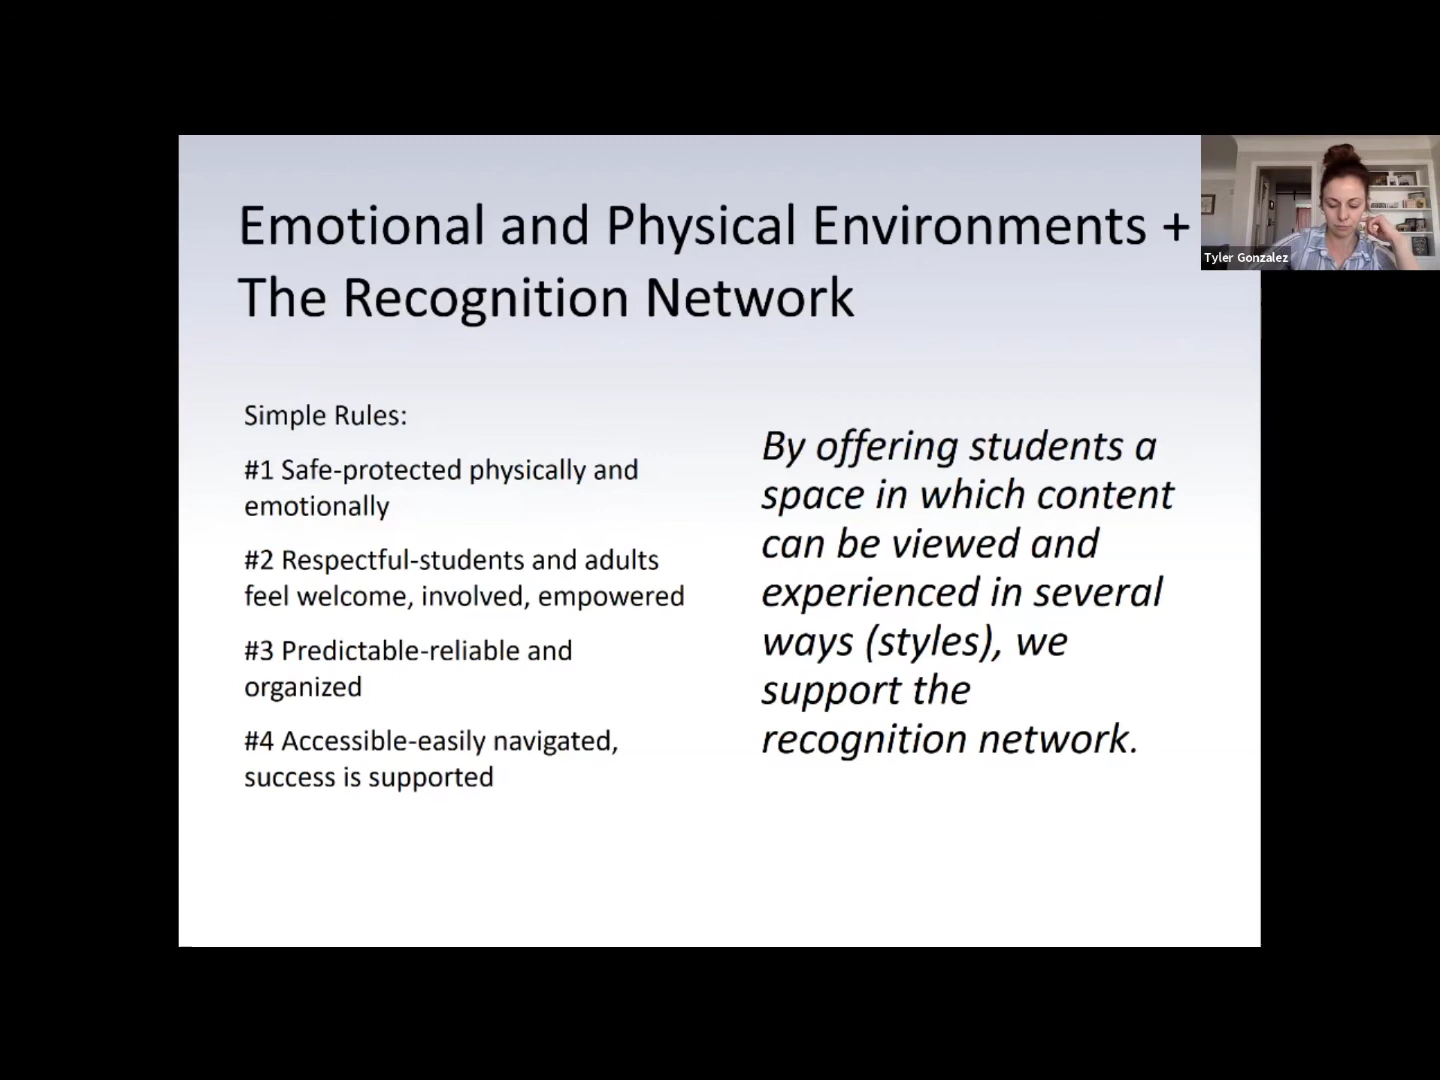 Emotional and Physical Environments +
The Recognition Network
Simple Rules:
#1 Safe-protected physically and
emotionally
#2 Respectful-students and adults
feel welcome, involved, empowered
#3 Predictable-reliable and
organized
#4 Accessible-easily navigated,
success is supported
By offering students a
space in which content
can be viewed and
experienced in several
ways (styles), we
support the
recognition network.
Tyler Gonzalez